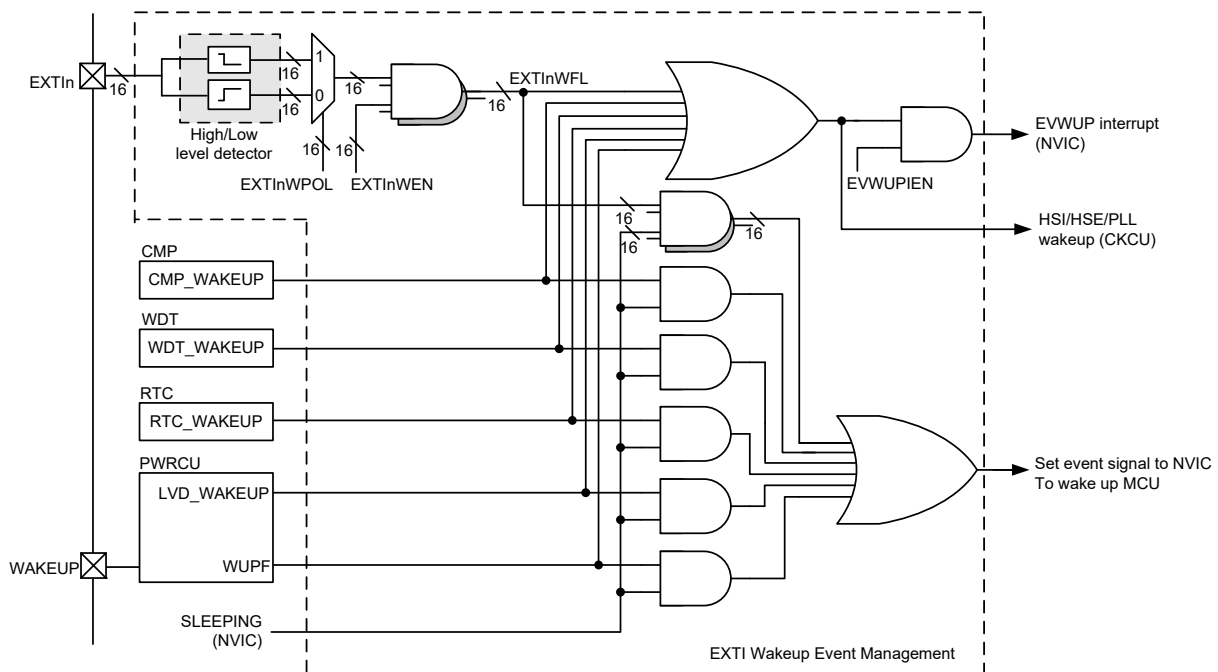 EXTIn
16
16
16
1
0
High/Low
level detector
16
EXTInWPOL
16
16
EXTInWEN
EXTInWFL
16
EVWUPIEN
EVWUP interrupt
(NVIC)
HSI/HSE/PLL
wakeup (CKCU)
16
16
16
CMP
CMP_WAKEUP
WDT
WDT_WAKEUP
RTC
RTC_WAKEUP
PWRCU
LVD_WAKEUP
WUPF
WAKEUP
Set event signal to NVIC
To wake up MCU
SLEEPING
(NVIC)
EXTI Wakeup Event Management